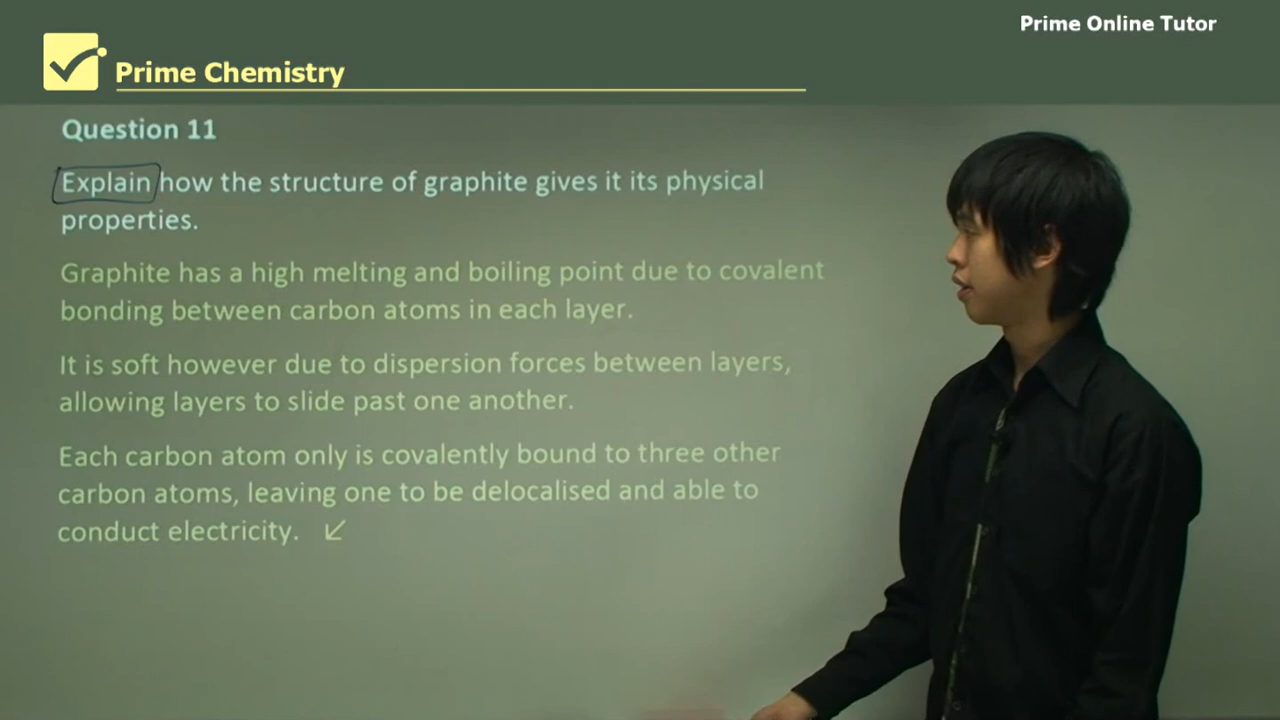 Prime Online Tutor
Prime Chemistry
Question 11
Explain how the structure of graphite gives it its physical
properties.
Graphite has a high melting and boiling point due to covalent
bonding between carbon atoms in each layer.
It is soft however due to dispersion forces between layers,
allowing layers to slide past one another.
Each carbon atom only is covalently bound to three other
carbon atoms, leaving one to be delocalised and able to
conduct electricity.